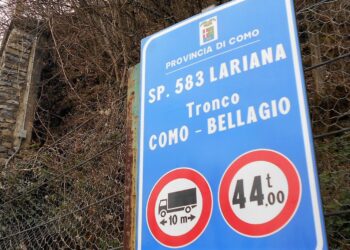 PROVINCIA DI COMO
SP. 583 LARIANA
Tronco
COMO - BELLAGIO
10 m
44,00 t